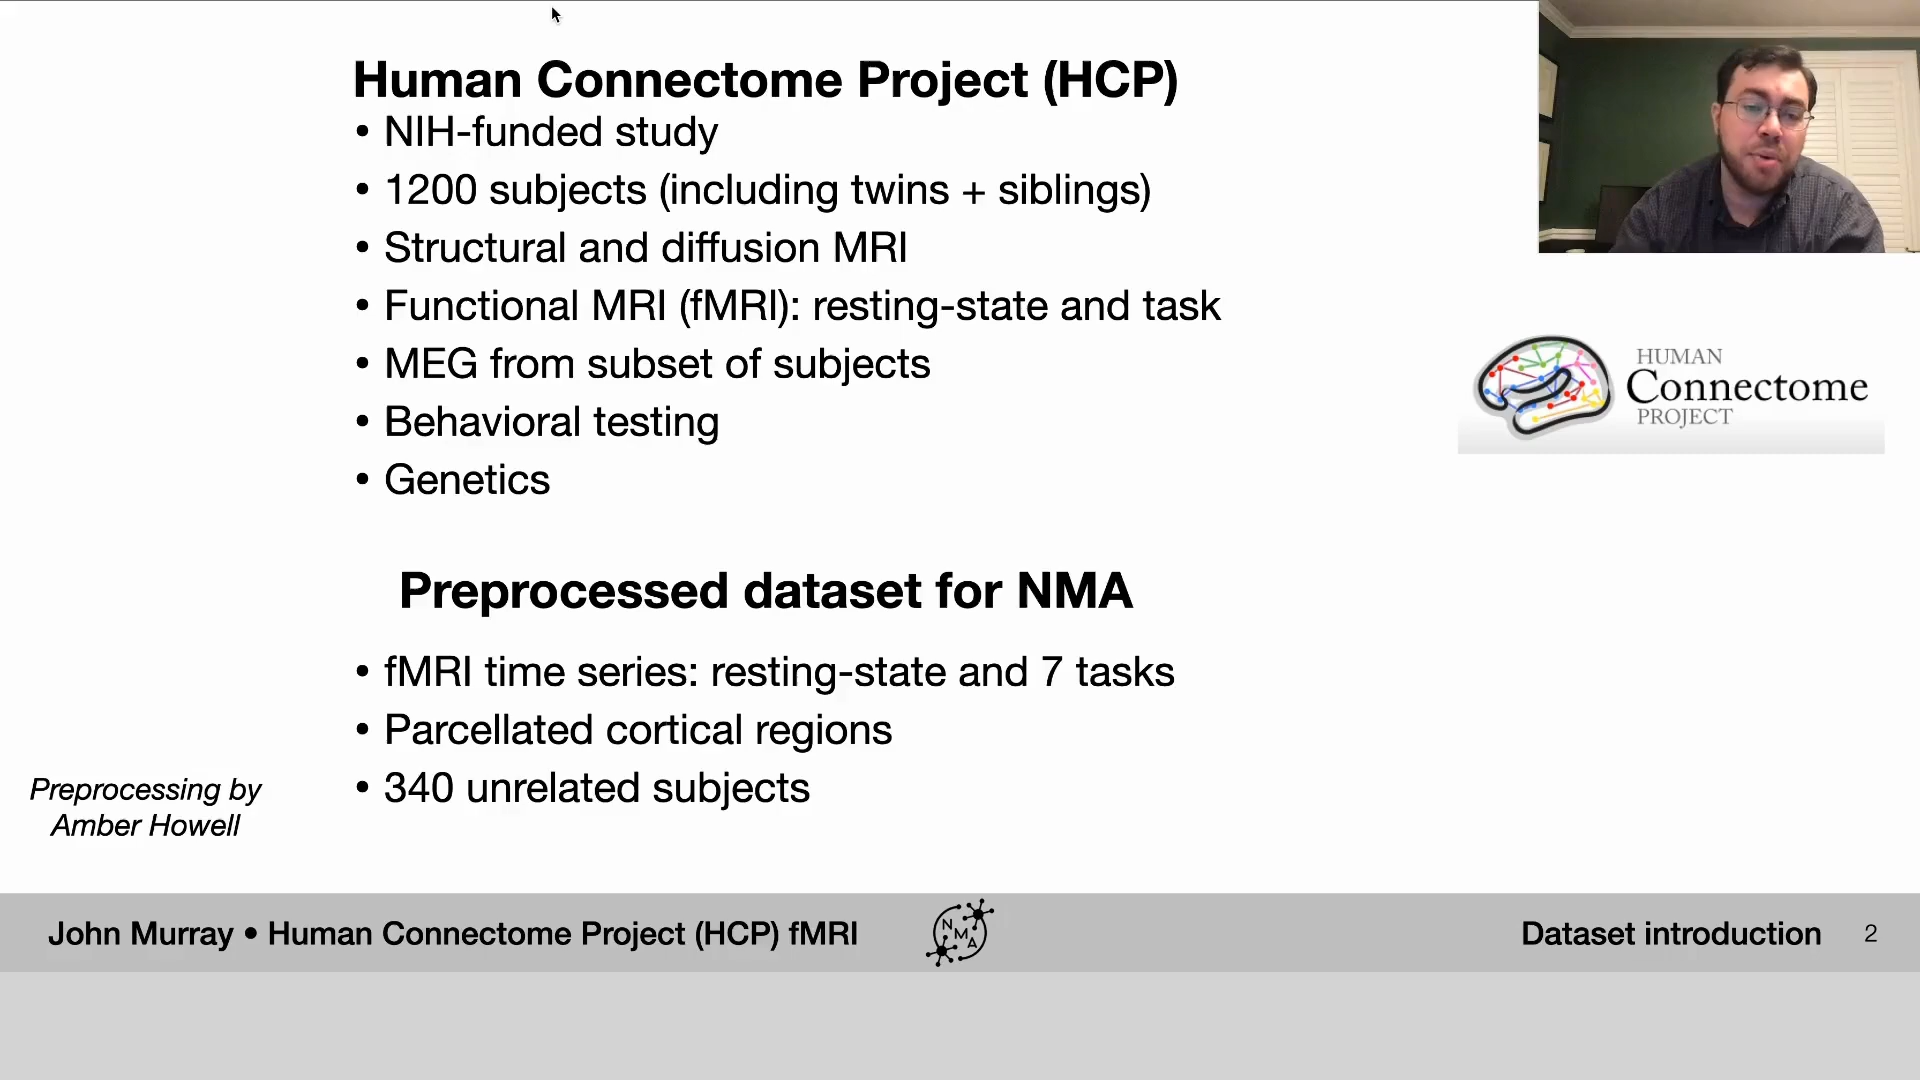 Human Connectome Project (HCP)
• NIH-funded study
• 1200 subjects (including twins + siblings)
• Structural and diffusion MRI
• Functional MRI (fMRI): resting-state and task
• MEG from subset of subjects
• Behavioral testing
• Genetics
HUMAN
Connectome
PROJECT
Preprocessed dataset for NMA
• fMRI time series: resting-state and 7 tasks
• Parcellated cortical regions
• 340 unrelated subjects
Preprocessing by
Amber Howell
John Murray • Human Connectome Project (HCP) fMRI
NMA
Dataset introduction 2